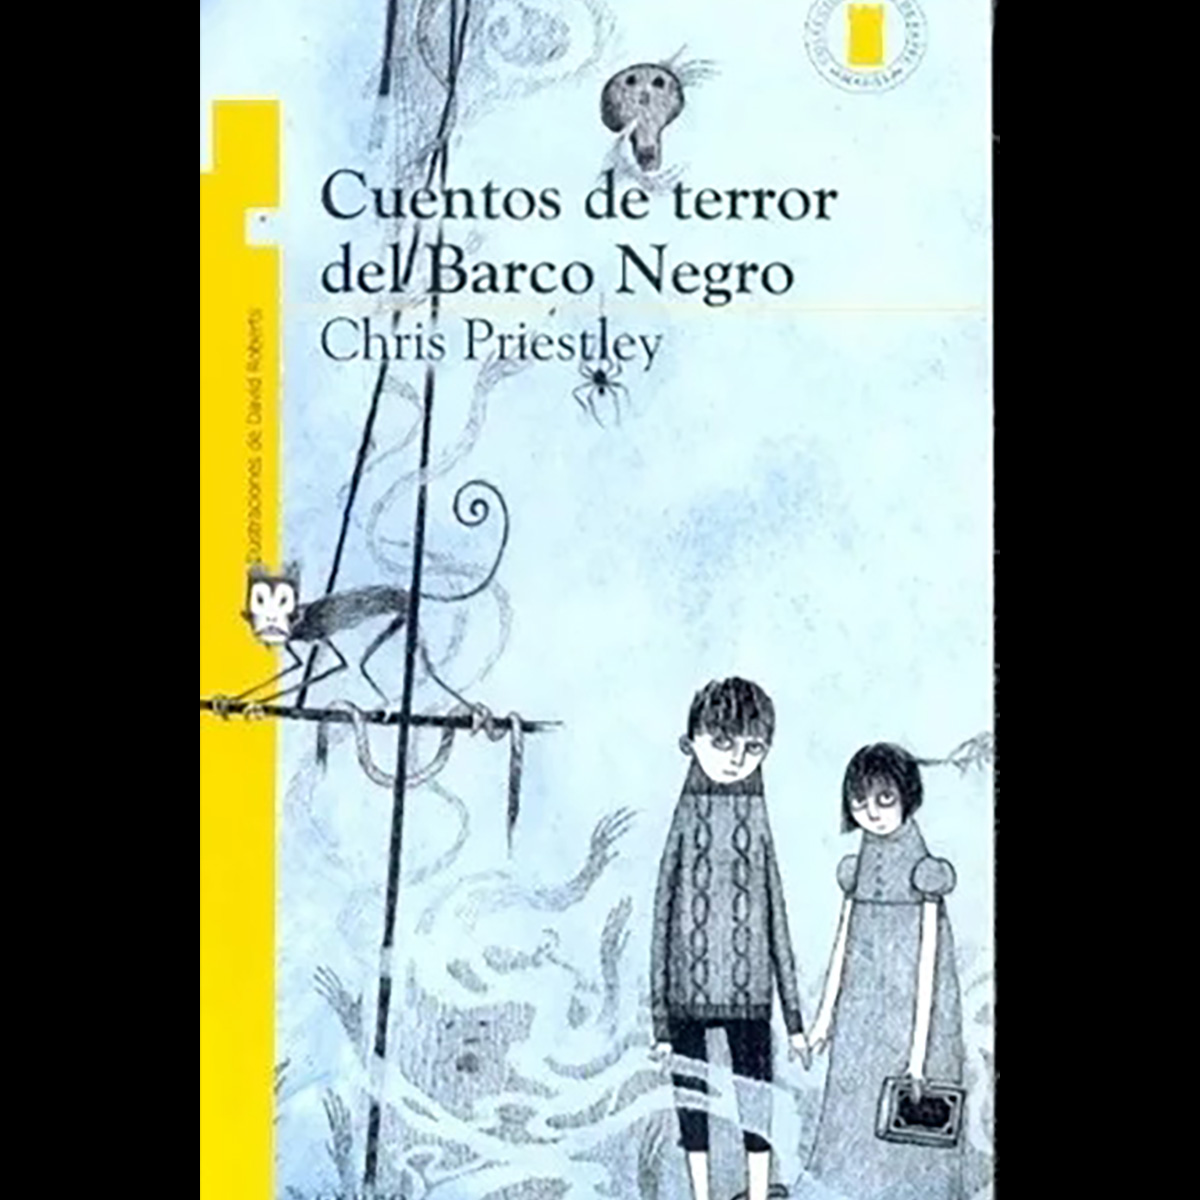 Cuentos de terror
del Barco Negro
Chris Priestley
Ilustraciones de David Roberts